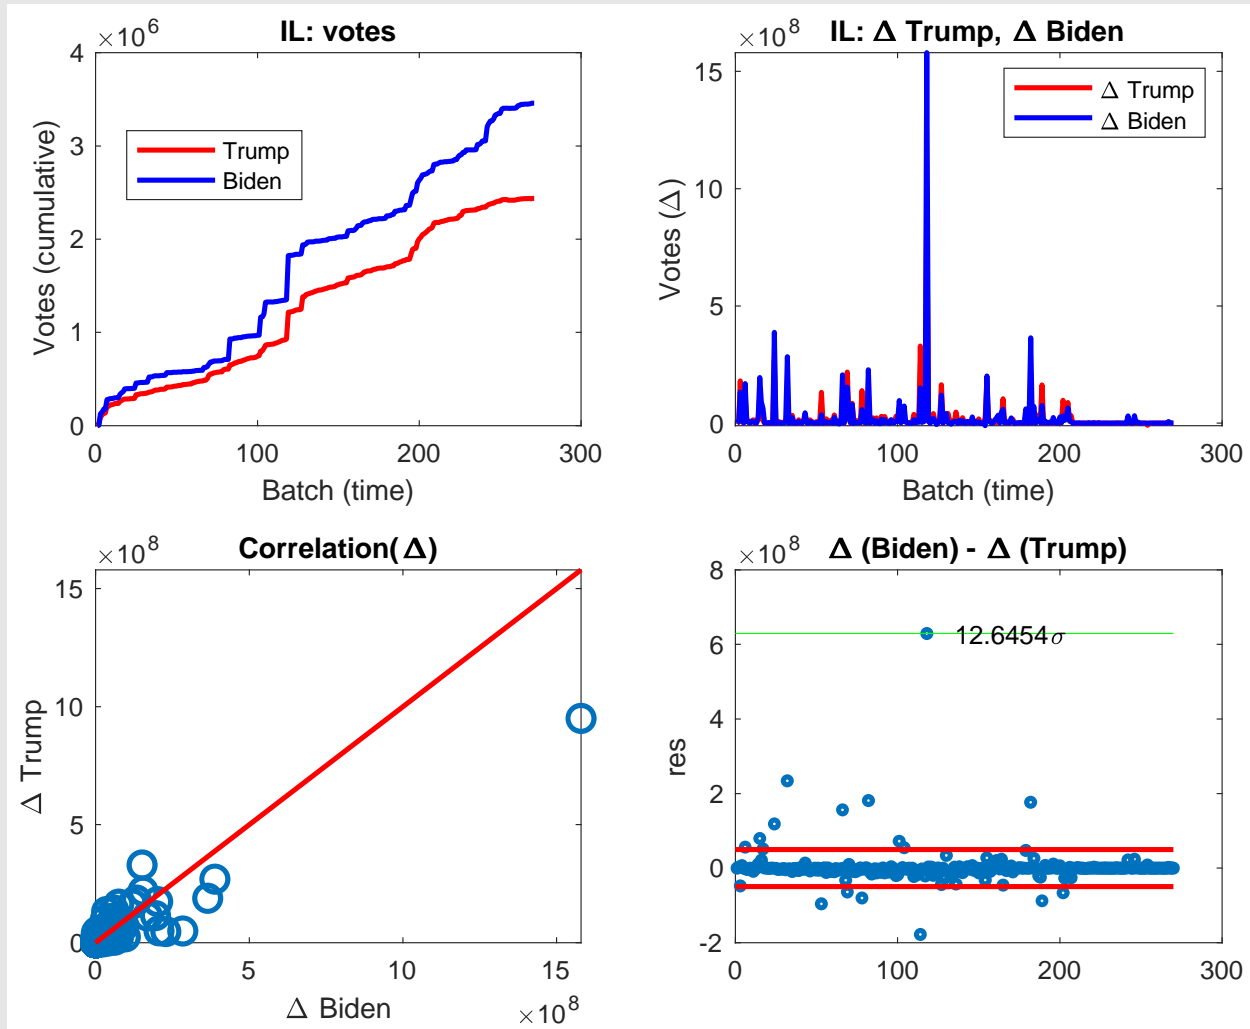 IL: votes
×10^6
Votes (cumulative)
4
3
2
1
0
Trump
Biden
0 100 200 300
Batch (time)
IL: Δ Trump, Δ Biden
×10^8
Votes (Δ)
15
10
5
0
Δ Trump
Δ Biden
0 100 200 300
Batch (time)
Correlation(Δ)
×10^8
Δ Trump
15
10
5
0
0 5 10 15
Δ Biden
×10^8
Δ (Biden) - Δ (Trump)
×10^8
res
8
6
4
2
0
-2
12.6454σ
0 100 200 300